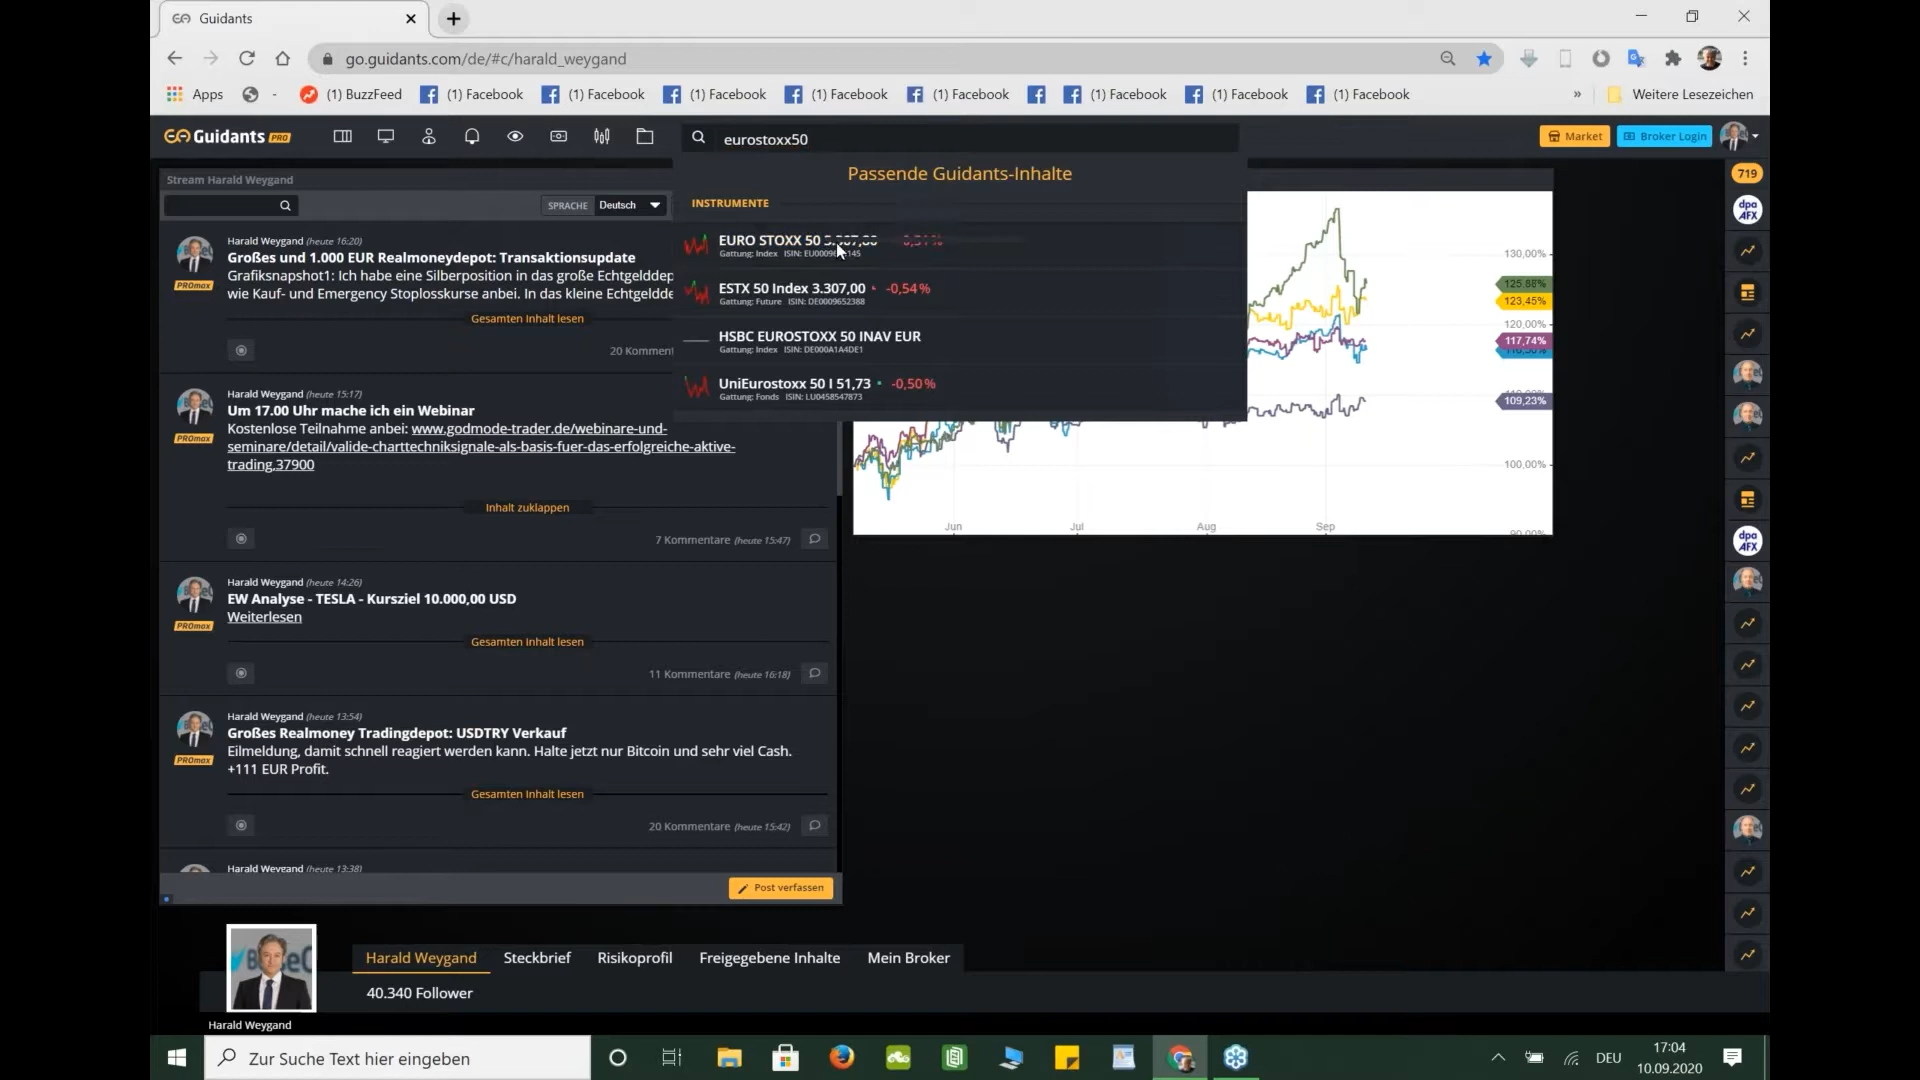 Guidants
go.guidants.com/de/#c/harald_weygand
Apps
-
(1) BuzzFeed
(1) Facebook
(1) Facebook
(1) Facebook
(1) Facebook
(1) Facebook
(1) Facebook
(1) Facebook
(1) Facebook
»
Weitere Lesezeichen
Guidants PRO
eurostoxx50
Market
Broker Login
Passende Guidants-Inhalte
INSTRUMENTE
EURO STOXX 50
Gattung: Index
ESTX 50 Index 3.307,00 -0,54%
Gattung: Future ISIN: DE0009652388
HSBC EUROSTOXX 50 INAV EUR
Gattung: Index ISIN: DE000A1A4DE1
UniEurostoxx 50 I 51,73 -0,50%
Gattung: Fonds ISIN: LU0458547873
Stream Harald Weygand
SPRACHE Deutsch
Harald Weygand (heute 16:20)
Großes und 1.000 EUR Realmoneydepot: Transaktionsupdate
Grafiksnapshot1: Ich habe eine Silberposition in das große Echtgelddep
wie Kauf- und Emergency Stoplosskurse anbei. In das kleine Echtgeldde
PROmax
Gesamten Inhalt lesen
20 Komment
Harald Weygand (heute 15:17)
Um 17.00 Uhr mache ich ein Webinar
Kostenlose Teilnahme anbei: www.godmode-trader.de/webinare-und-
seminare/detail/valide-charttechniksignale-als-basis-fuer-das-erfolgreiche-aktive-
trading,37900
PROmax
Inhalt zuklappen
7 Kommentare (heute 15:47)
Harald Weygand (heute 14:26)
EW Analyse - TESLA - Kursziel 10.000,00 USD
Weiterlesen
PROmax
Gesamten Inhalt lesen
11 Kommentare (heute 16:18)
Harald Weygand (heute 13:54)
Großes Realmoney Tradingdepot: USDTRY Verkauf
Eilmeldung, damit schnell reagiert werden kann. Halte jetzt nur Bitcoin und sehr viel Cash.
+111 EUR Profit.
PROmax
Gesamten Inhalt lesen
20 Kommentare (heute 15:42)
Harald Weygand (heute 13:38)
Post verfassen
130,00%
125,88%
123,45%
120,00%
117,74%
109,23%
100,00%
90,00%
Jun
Jul
Aug
Sep
719
dpa
AFX
dpa
AFX
Harald Weygand
Steckbrief
Risikoprofil
Freigegebene Inhalte
Mein Broker
40.340 Follower
Harald Weygand
Zur Suche Text hier eingeben
DEU
17:04
10.09.2020